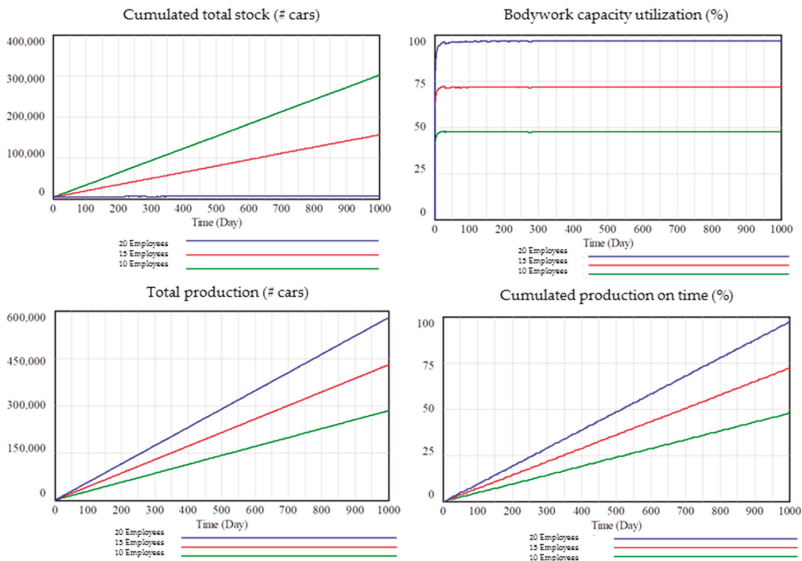 Cumulated total stock (# cars)
400,000
300,000
200,000
100,000
0
0 100 200 300 400 500 600 700 800 900 1000
Time (Day)
20 Employees
15 Employees
10 Employees
Bodywork capacity utilization (%)
100
75
50
25
0
0 100 200 300 400 500 600 700 800 900 1000
Time (Day)
20 Employees
15 Employees
10 Employees
Total production (# cars)
600,000
450,000
300,000
150,000
0
0 100 200 300 400 500 600 700 800 900 1000
Time (Day)
20 Employees
15 Employees
10 Employees
Cumulated production on time (%)
100
75
50
25
0
0 100 200 300 400 500 600 700 800 900 1000
Time (Day)
20 Employees
15 Employees
10 Employees